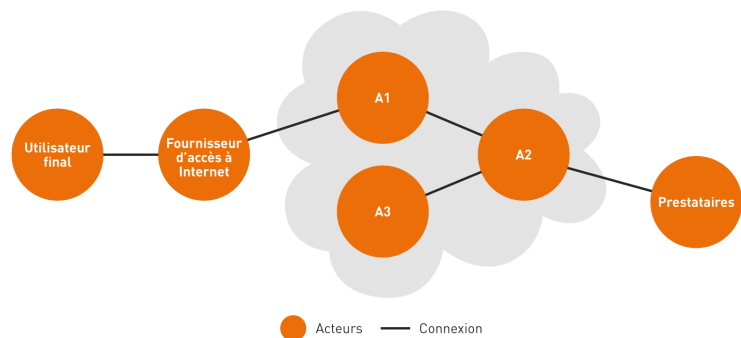 A1
Utilisateur
final
Fournisseur
d'accès à
Internet
A2
A3
Prestataires
Acteurs
Connexion